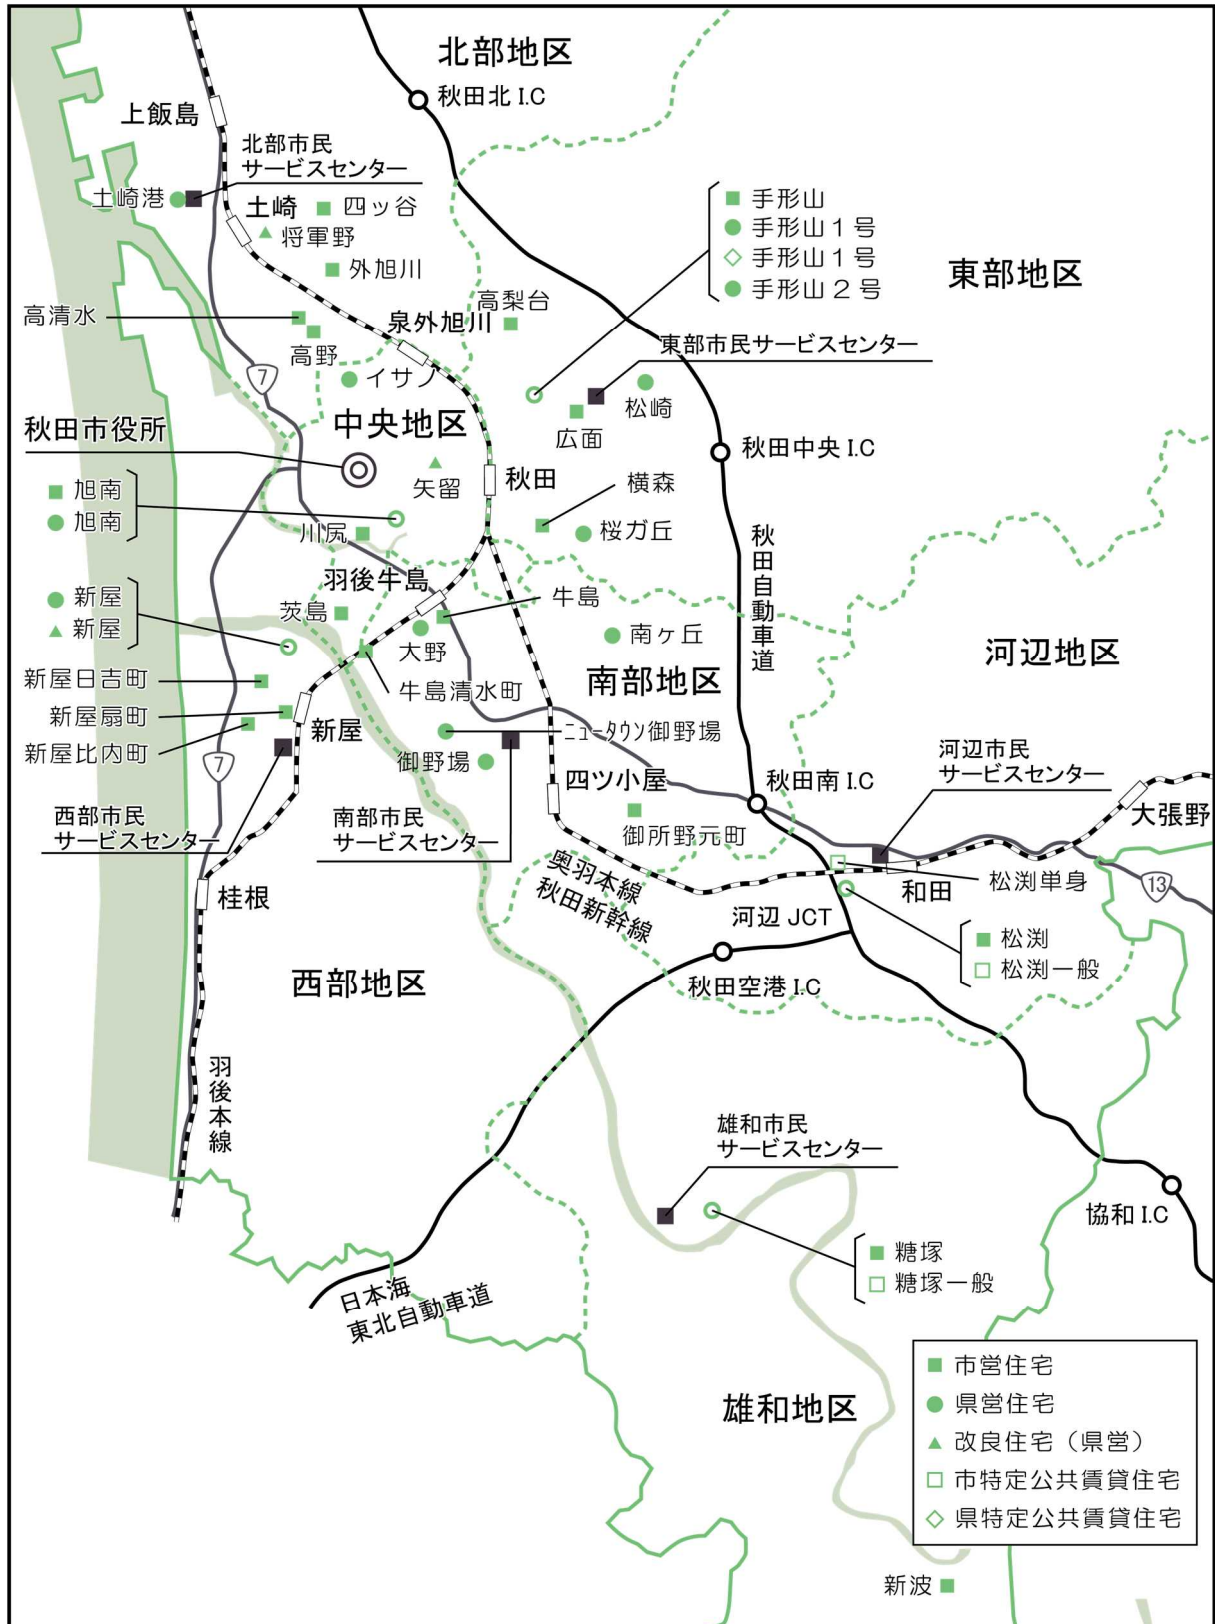 北部地区
秋田北 I.C
上飯島
北部市民
サービスセンター
土崎港
土崎
四ッ谷
将軍野
外旭川
手形山
手形山１号
手形山１号
手形山２号
東部地区
高清水
高野
泉外旭川
高梨台
東部市民サービスセンター
イサノ
松崎
広面
7
中央地区
秋田市役所
秋田中央 I.C
矢留
秋田
横森
旭南
旭南
川尻
桜ガ丘
秋田自動車道
羽後牛島
新屋
新屋
茨島
牛島
大野
南ヶ丘
河辺地区
南部地区
新屋日吉町
牛島清水町
新屋扇町
新屋
ニュータウン御野場
新屋比内町
7
御野場
四ツ小屋
秋田南 I.C
河辺市民
サービスセンター
西部市民
サービスセンター
南部市民
サービスセンター
御所野元町
大張野
奥羽本線
秋田新幹線
桂根
和田
松渕単身
13
河辺 JCT
松渕
松渕一般
西部地区
秋田空港 I.C
羽後本線
雄和市民
サービスセンター
協和 I.C
糖塚
糖塚一般
日本海
東北自動車道
雄和地区
市営住宅
県営住宅
改良住宅（県営）
市特定公共賃貸住宅
県特定公共賃貸住宅
新波